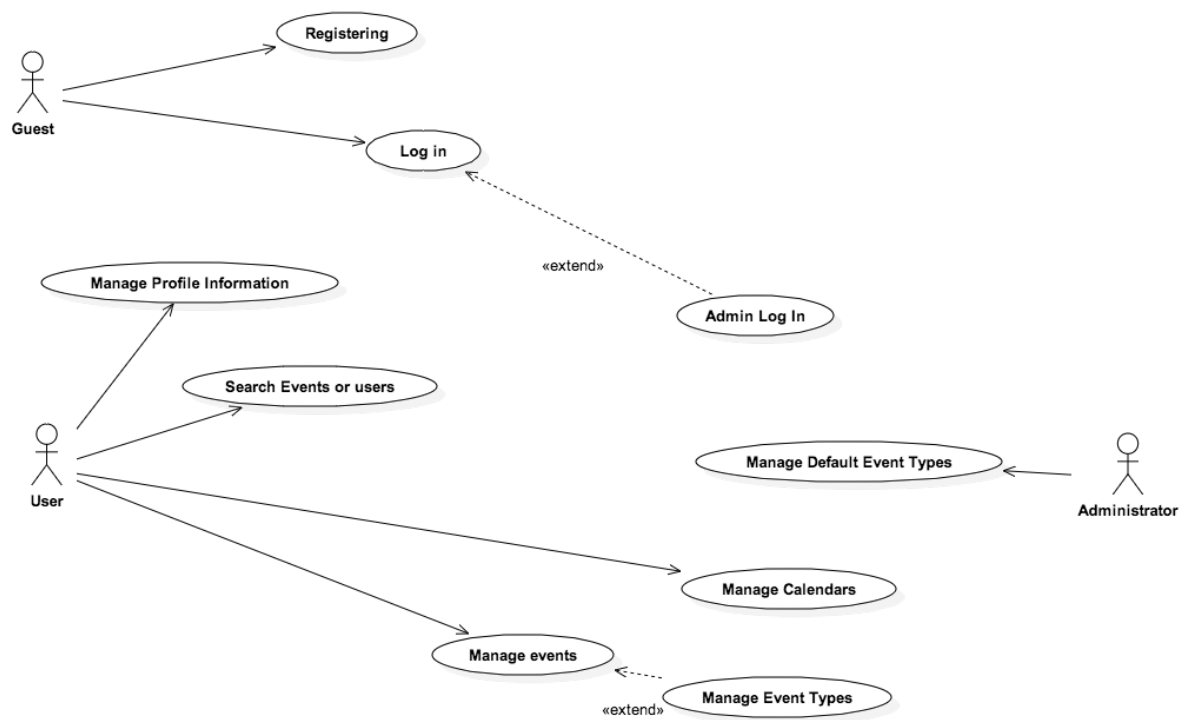 Registering
Guest
Log in
«extend»
Manage Profile Information
Admin Log In
Search Events or users
User
Manage Default Event Types
Administrator
Manage Calendars
Manage events
Manage Event Types
«extend»